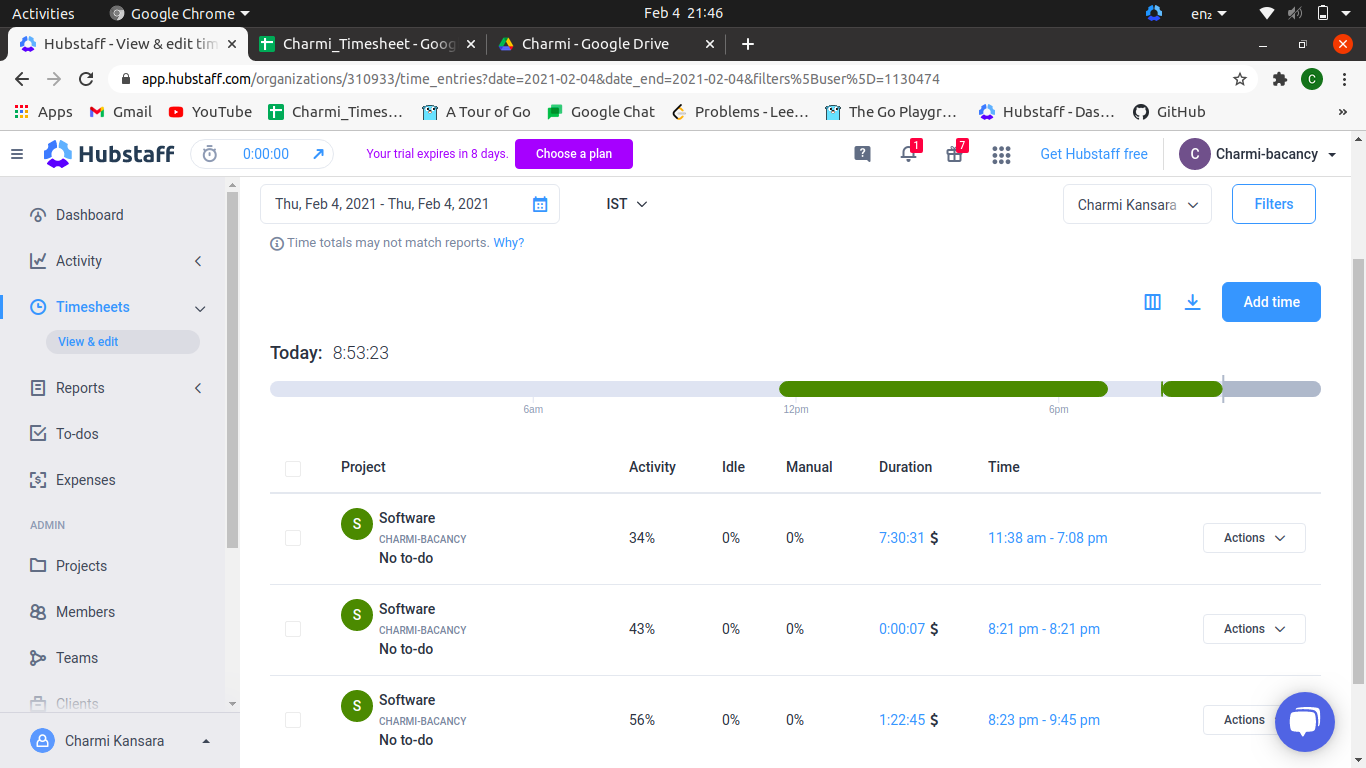 Activities Google Chrome Feb 4 21:46 en₂
Hubstaff - View & edit tim Charmi_Timesheet - Goog Charmi - Google Drive
app.hubstaff.com/organizations/310933/time_entries?date=2021-02-04&date_end=2021-02-04&filters%5Buser%5D=1130474 C
Apps Gmail YouTube Charmi_Times… A Tour of Go Google Chat Problems - Lee… The Go Playgr… Hubstaff - Das… GitHub »
Hubstaff 0:00:00 Your trial expires in 8 days. Choose a plan ? 1 7 Get Hubstaff free C Charmi-bacancy
Dashboard
Activity
Timesheets
View & edit
Reports
To-dos
Expenses
ADMIN
Projects
Members
Teams
Clients
Charmi Kansara
Thu, Feb 4, 2021 - Thu, Feb 4, 2021 IST Charmi Kansara Filters
Time totals may not match reports. Why?
Add time
Today: 8:53:23
6am 12pm 6pm
Project Activity Idle Manual Duration Time
S Software
CHARMI-BACANCY
No to-do
34% 0% 0% 7:30:31 $ 11:38 am - 7:08 pm Actions
S Software
CHARMI-BACANCY
No to-do
43% 0% 0% 0:00:07 $ 8:21 pm - 8:21 pm Actions
S Software
CHARMI-BACANCY
No to-do
56% 0% 0% 1:22:45 $ 8:23 pm - 9:45 pm Actions